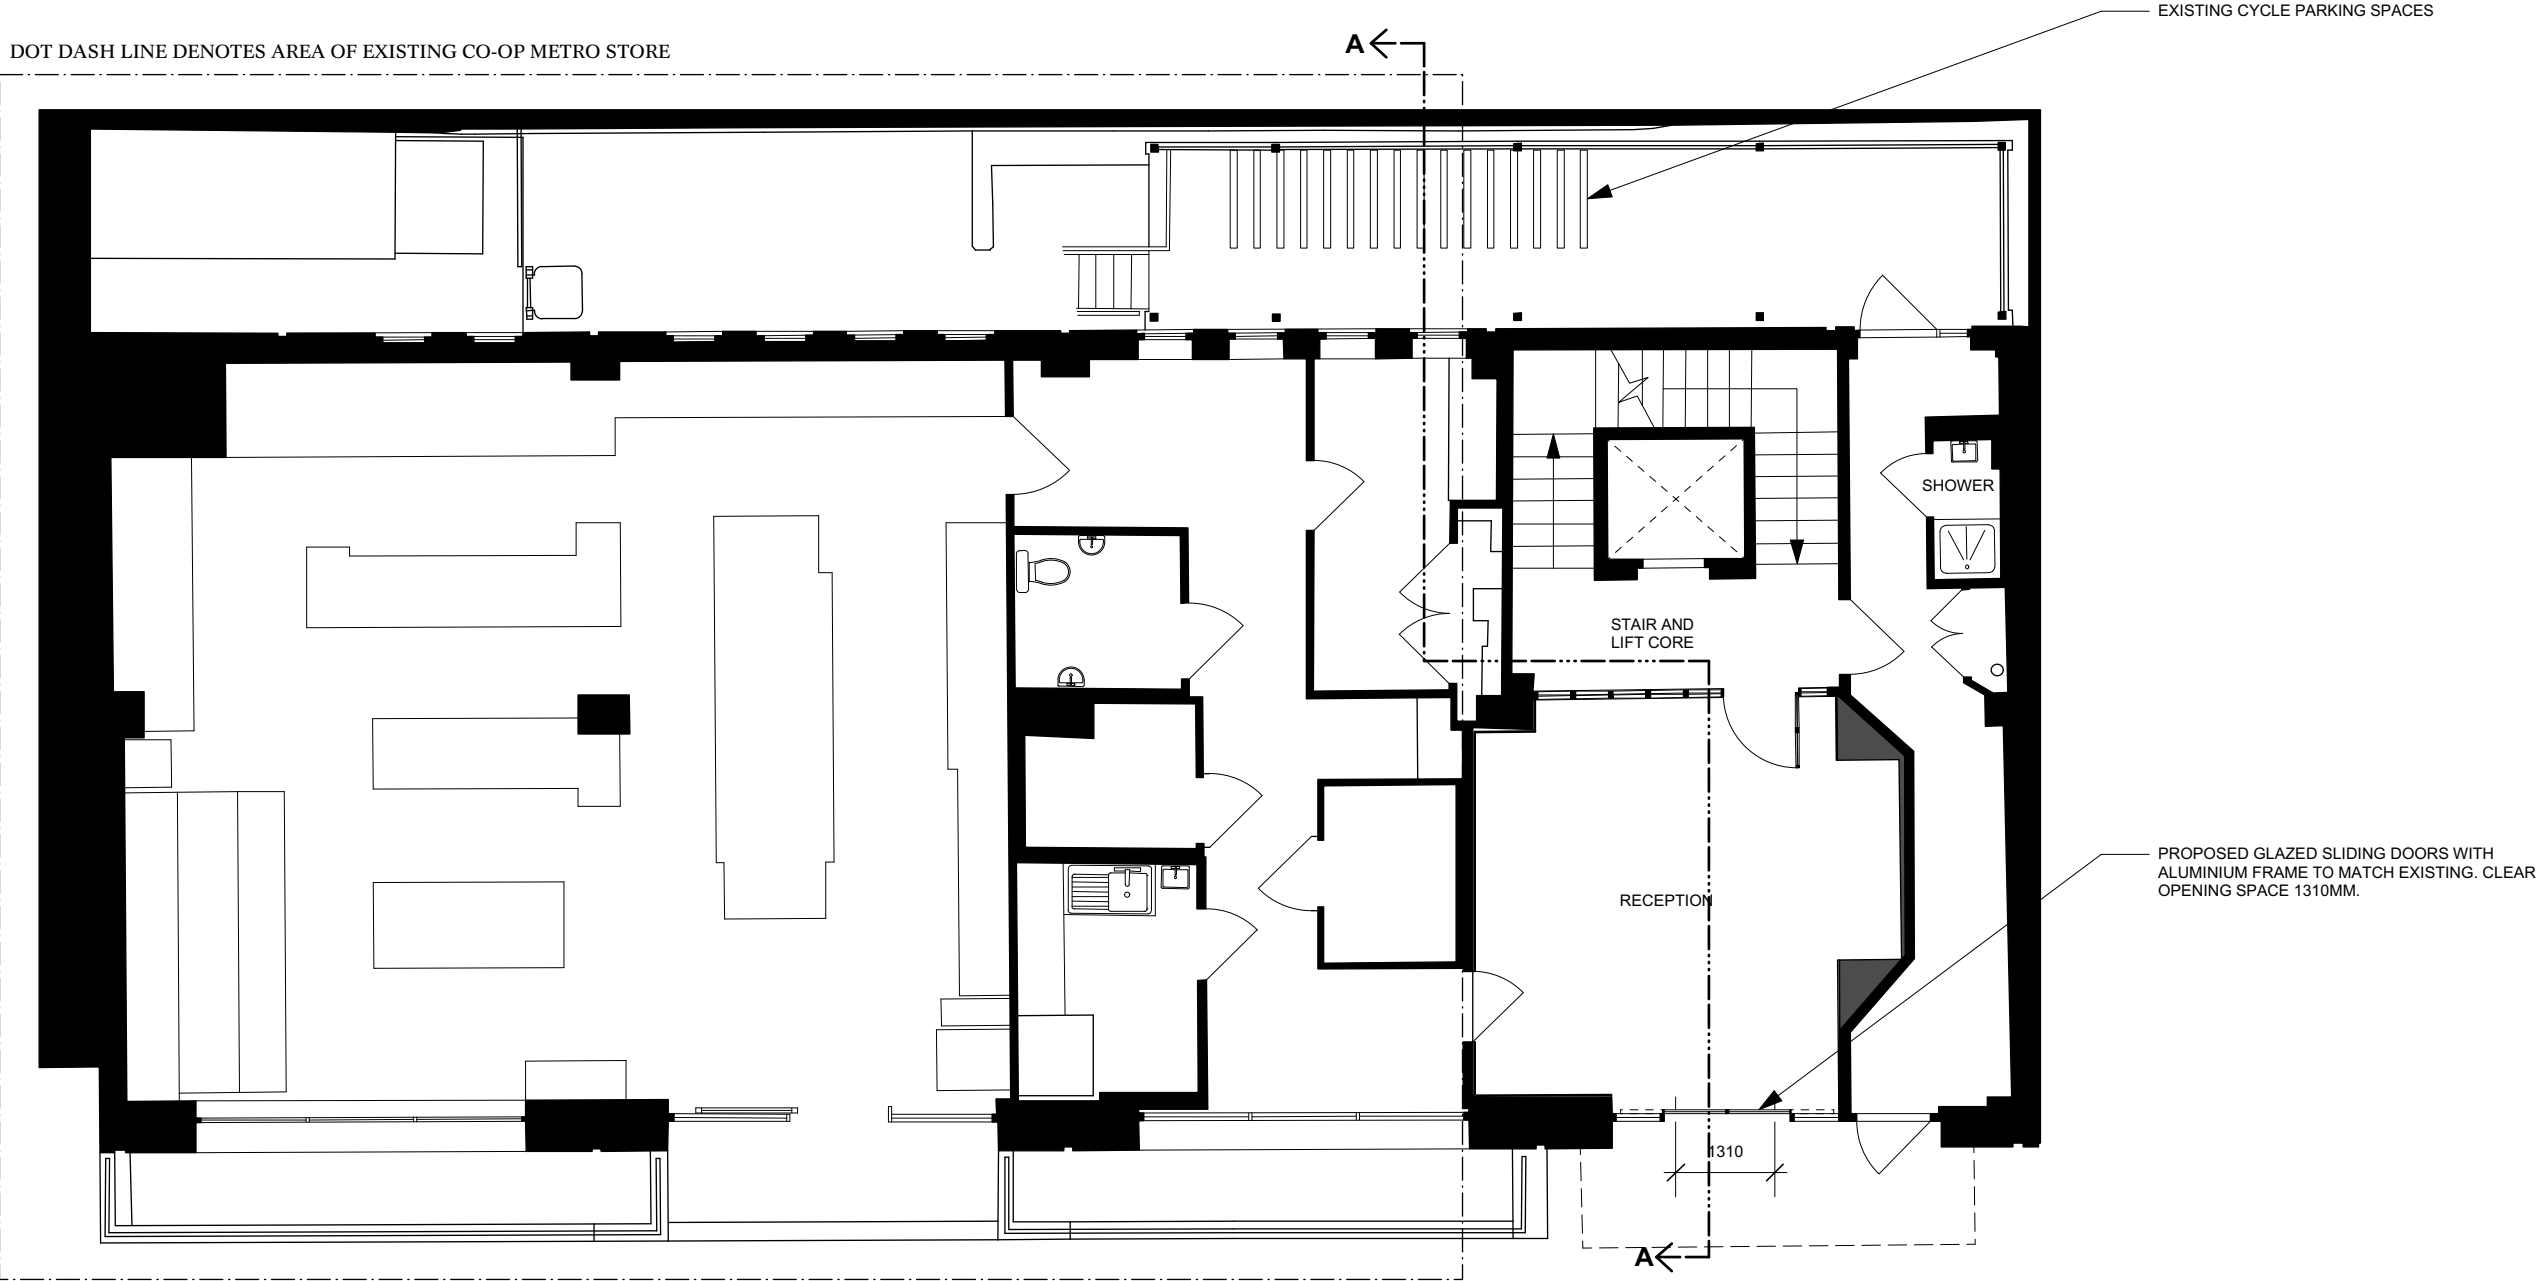 EXISTING CYCLE PARKING SPACES
DOT DASH LINE DENOTES AREA OF EXISTING CO-OP METRO STORE
A
SHOWER
STAIR AND
LIFT CORE
PROPOSED GLAZED SLIDING DOORS WITH
ALUMINIUM FRAME TO MATCH EXISTING. CLEAR
OPENING SPACE 1310MM.
RECEPTION
1310
A